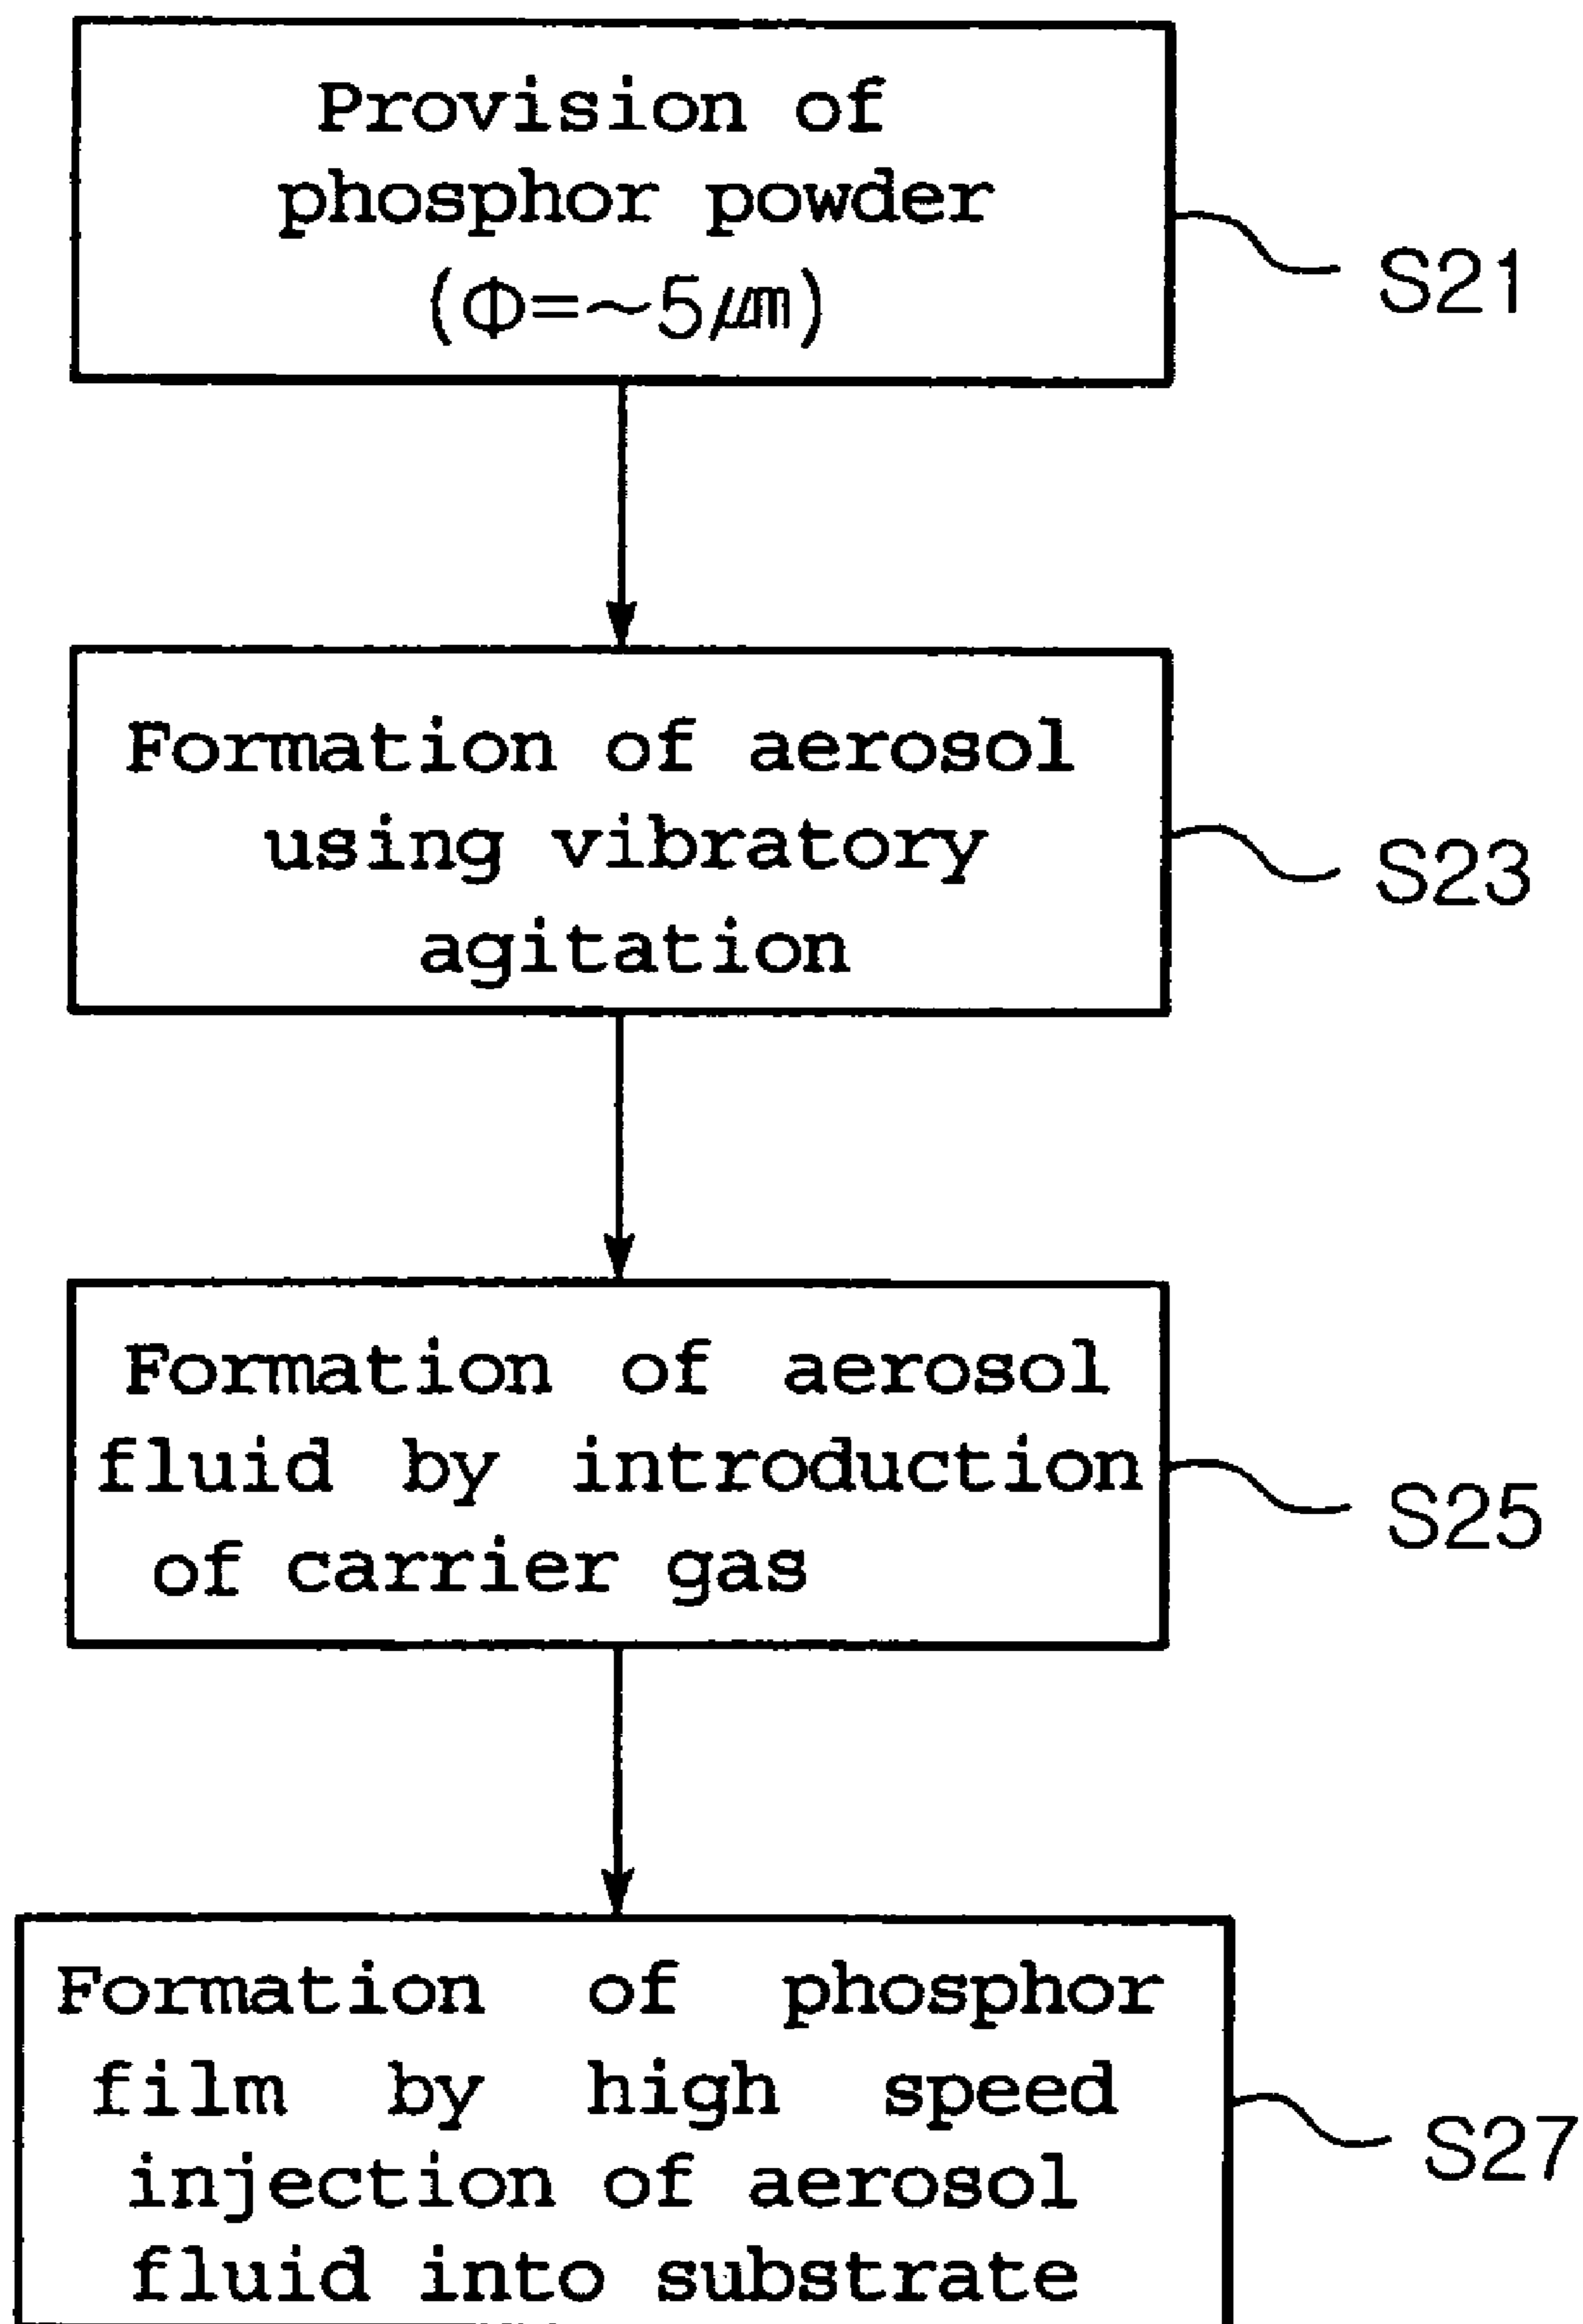 Provision of
phosphor powder
(Φ=~5㎛)
S21
Formation of aerosol
using vibratory
agitation
S23
Formation of aerosol
fluid by introduction
of carrier gas
S25
Formation of phosphor
film by high speed
injection of aerosol
fluid into substrate
S27